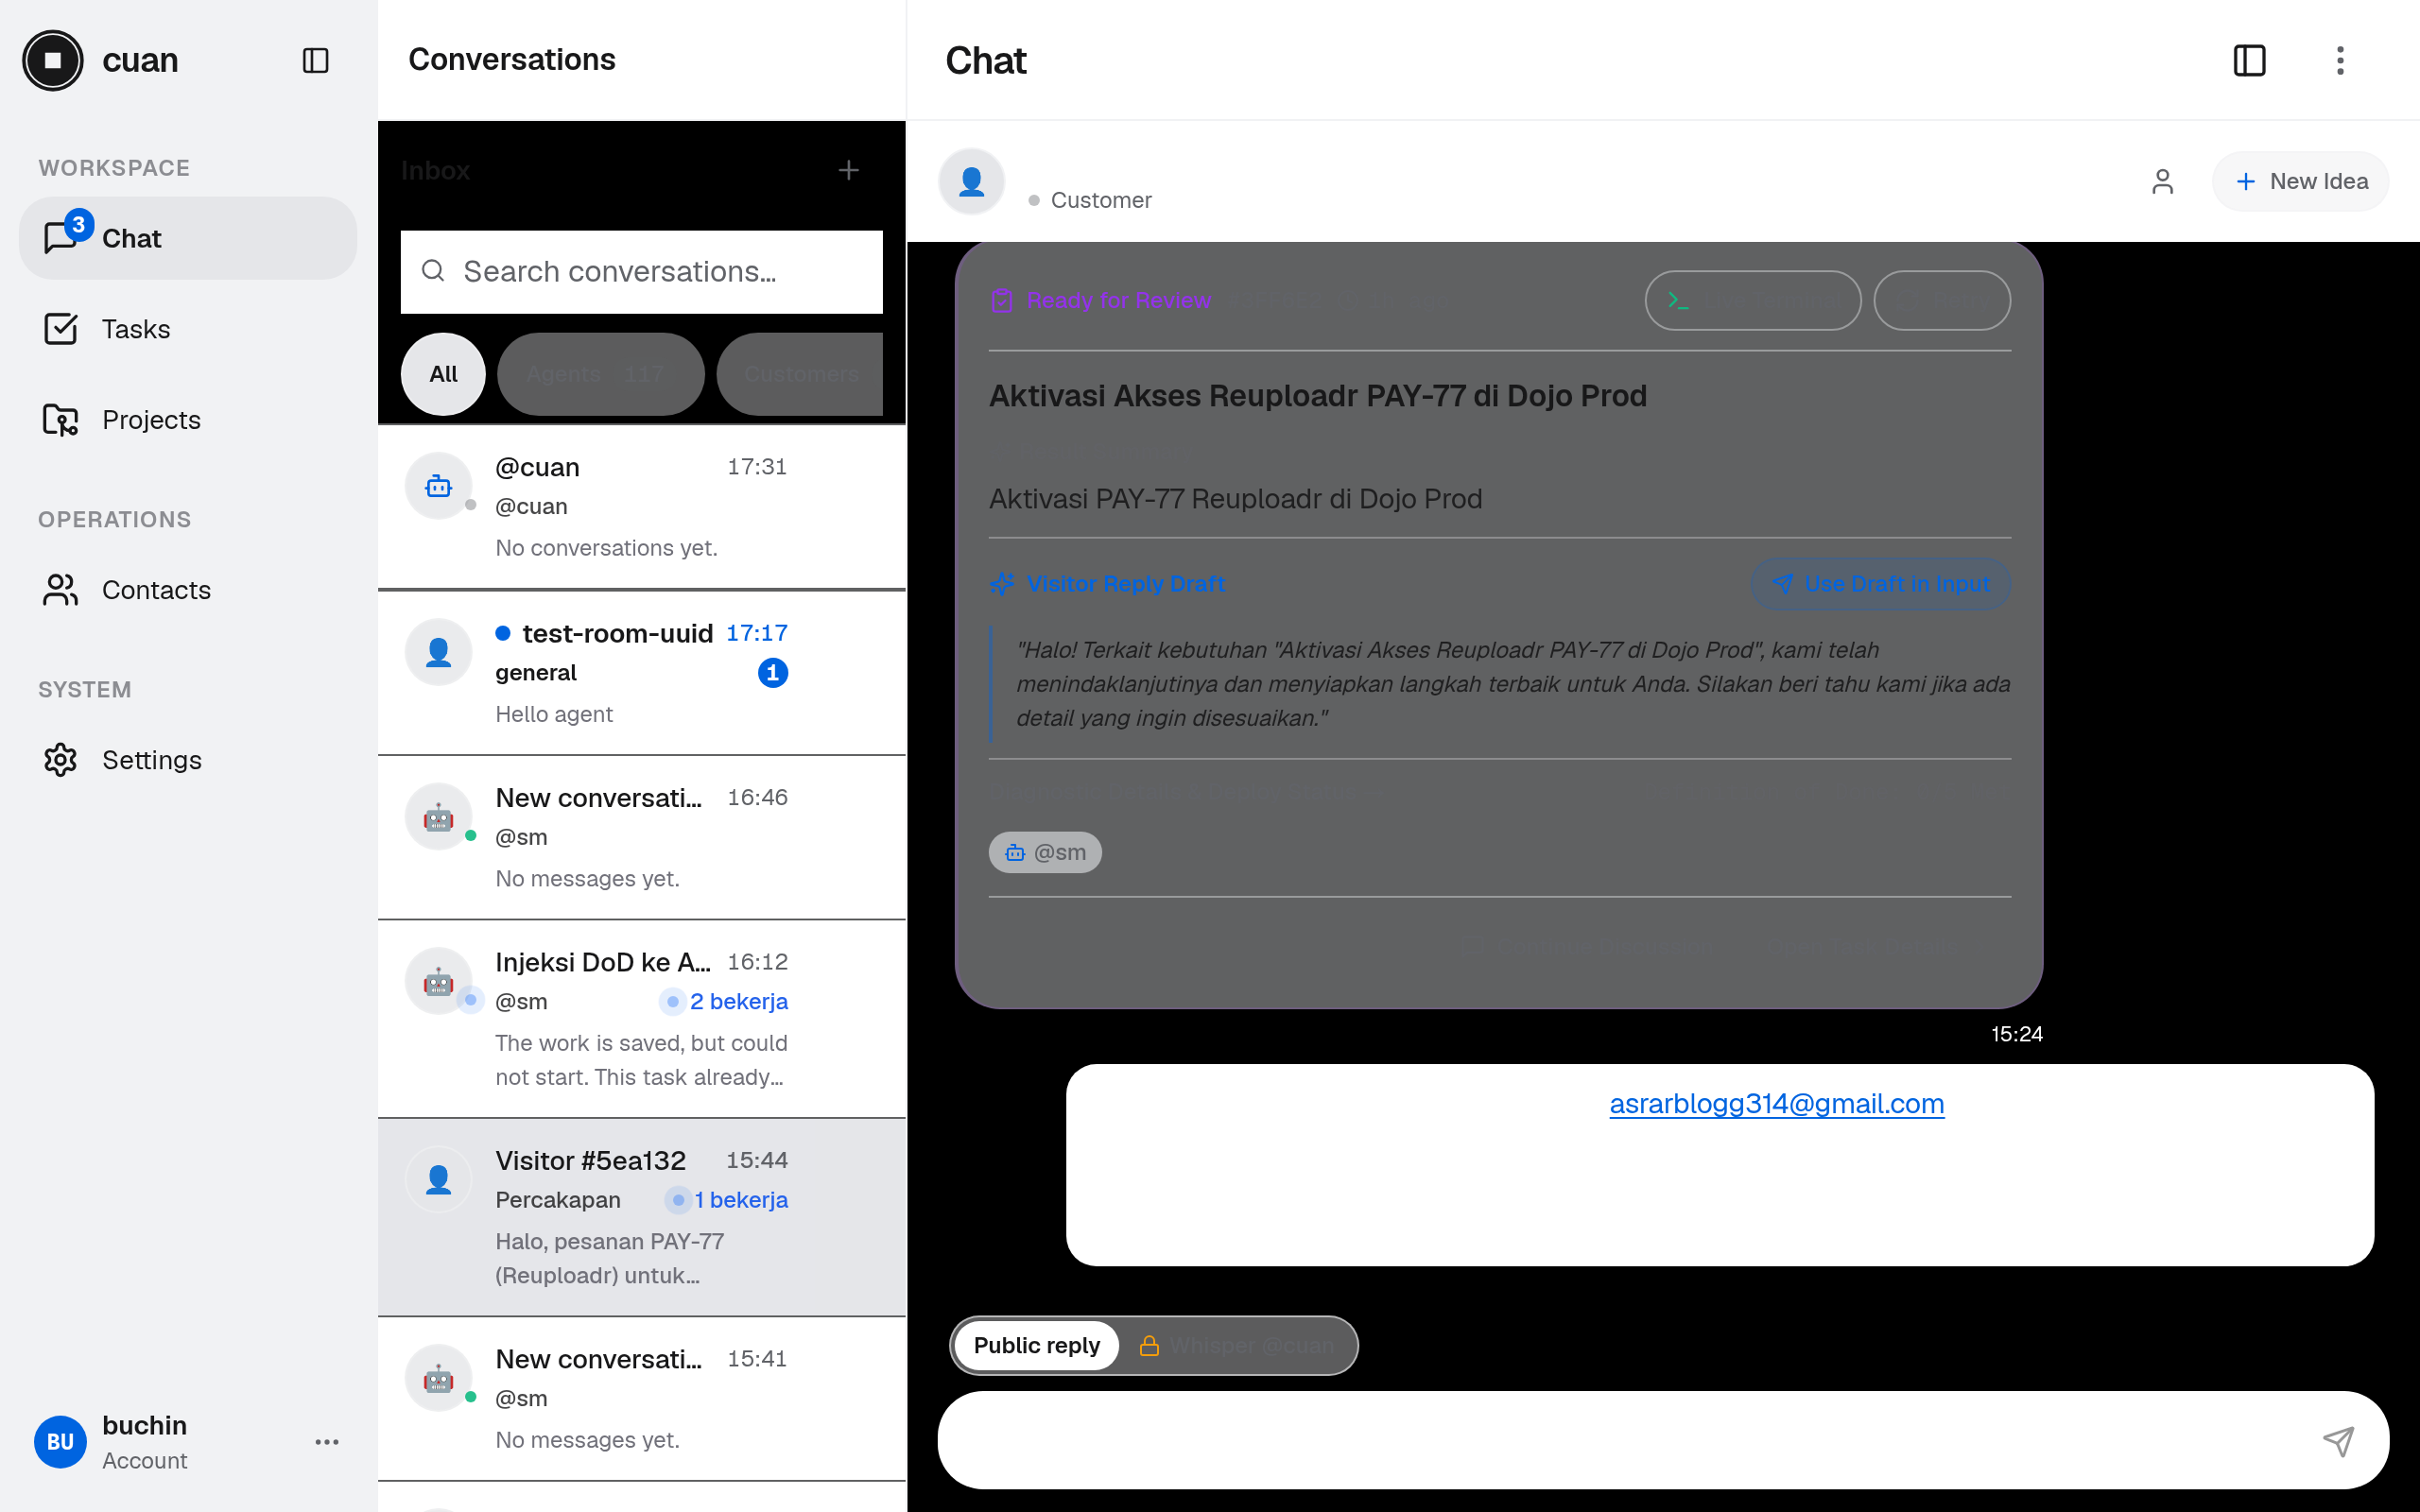 cuan
WORKSPACE
3
Chat
Tasks
Projects
OPERATIONS
Contacts
SYSTEM
Settings
BU
buchin
Account
Conversations
Inbox
Search conversations...
All
Agents 117
Customers
@cuan 17:31
@cuan
No conversations yet.
test-room-uuid 17:17
general 1
Hello agent
New conversati... 16:46
@sm
No messages yet.
Injeksi DoD ke A... 16:12
@sm 2 bekerja
The work is saved, but could
not start. This task already...
Visitor #5ea132 15:44
Percakapan 1 bekerja
Halo, pesanan PAY-77
(Reuploadr) untuk...
New conversati... 15:41
@sm
No messages yet.
Chat
Customer
New Idea
Ready for Review
Aktivasi Akses Reuploadr PAY-77 di Dojo Prod
Aktivasi PAY-77 Reuploadr di Dojo Prod
Visitor Reply Draft
Use Draft in Input
"Halo! Terkait kebutuhan "Aktivasi Akses Reuploadr PAY-77 di Dojo Prod", kami telah
menindaklanjutinya dan menyiapkan langkah terbaik untuk Anda. Silakan beri tahu kami jika ada
detail yang ingin disesuaikan."
@sm
15:24
asrarblogg314@gmail.com
Public reply
Whisper @cuan